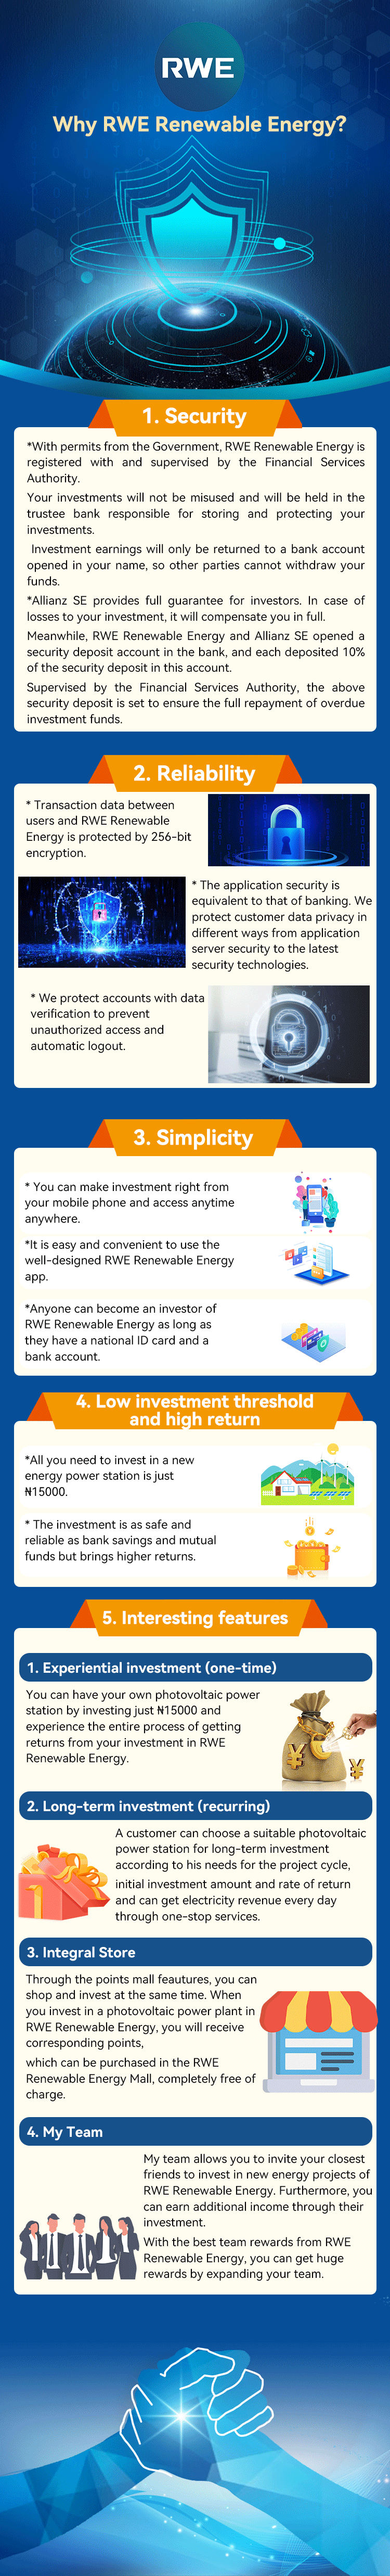 RWE
Why RWE Renewable Energy?
1. Security
*With permits from the Government, RWE Renewable Energy is
registered with and supervised by the Financial Services
Authority.
Your investments will not be misused and will be held in the
trustee bank responsible for storing and protecting your
investments.
Investment earnings will only be returned to a bank account
opened in your name, so other parties cannot withdraw your
funds.
*Allianz SE provides full guarantee for investors. In case of
losses to your investment, it will compensate you in full.
Meanwhile, RWE Renewable Energy and Allianz SE opened a
security deposit account in the bank, and each deposited 10%
of the security deposit in this account.
Supervised by the Financial Services Authority, the above
security deposit is set to ensure the full repayment of overdue
investment funds.
2. Reliability
* Transaction data between
users and RWE Renewable
Energy is protected by 256-bit
encryption.
* The application security is
equivalent to that of banking. We
protect customer data privacy in
different ways from application
server security to the latest
security technologies.
* We protect accounts with data
verification to prevent
unauthorized access and
automatic logout.
3. Simplicity
* You can make investment right from
your mobile phone and access anytime
anywhere.
*It is easy and convenient to use the
well-designed RWE Renewable Energy
app.
*Anyone can become an investor of
RWE Renewable Energy as long as
they have a national ID card and a
bank account.
4. Low investment threshold
and high return
*All you need to invest in a new
energy power station is just
₦15000.
* The investment is as safe and
reliable as bank savings and mutual
funds but brings higher returns.
5. Interesting features
1. Experiential investment (one-time)
You can have your own photovoltaic power
station by investing just ₦15000 and
experience the entire process of getting
returns from your investment in RWE
Renewable Energy.
¥
¥
2. Long-term investment (recurring)
A customer can choose a suitable photovoltaic
power station for long-term investment
according to his needs for the project cycle,
initial investment amount and rate of return
and can get electricity revenue every day
through one-stop services.
3. Integral Store
Through the points mall feautures, you can
shop and invest at the same time. When
you invest in a photovoltaic power plant in
RWE Renewable Energy, you will receive
corresponding points,
which can be purchased in the RWE
Renewable Energy Mall, completely free of
charge.
4. My Team
My team allows you to invite your closest
friends to invest in new energy projects of
RWE Renewable Energy. Furthermore, you
can earn additional income through their
investment.
With the best team rewards from RWE
Renewable Energy, you can get huge
rewards by expanding your team.